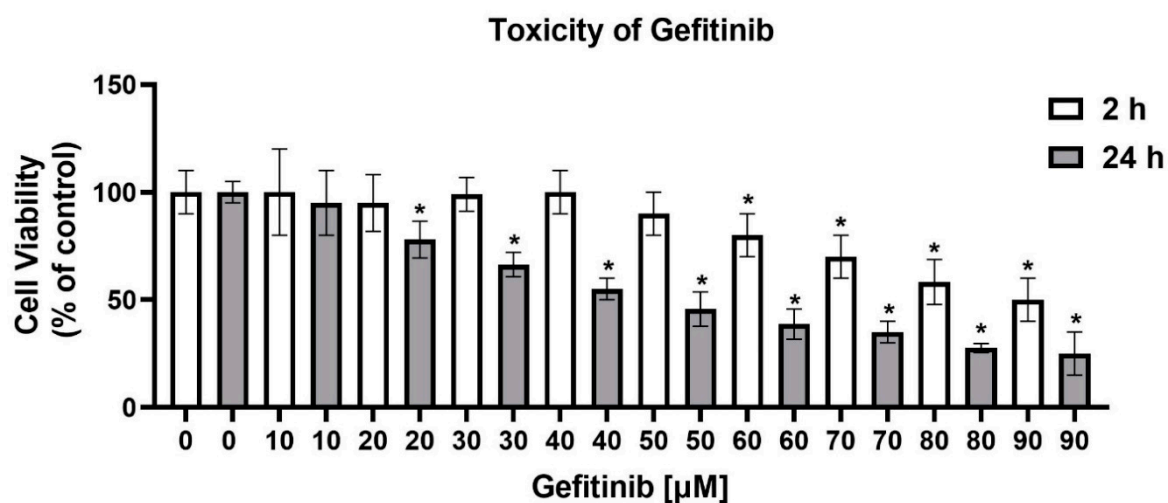 Toxicity of Gefitinib
150
100
50
0
Cell Viability
(% of control)
2 h
24 h
* * * * * * * * * * * *
0 0 10 10 20 20 30 30 40 40 50 50 60 60 70 70 80 80 90 90
Gefitinib [µM]